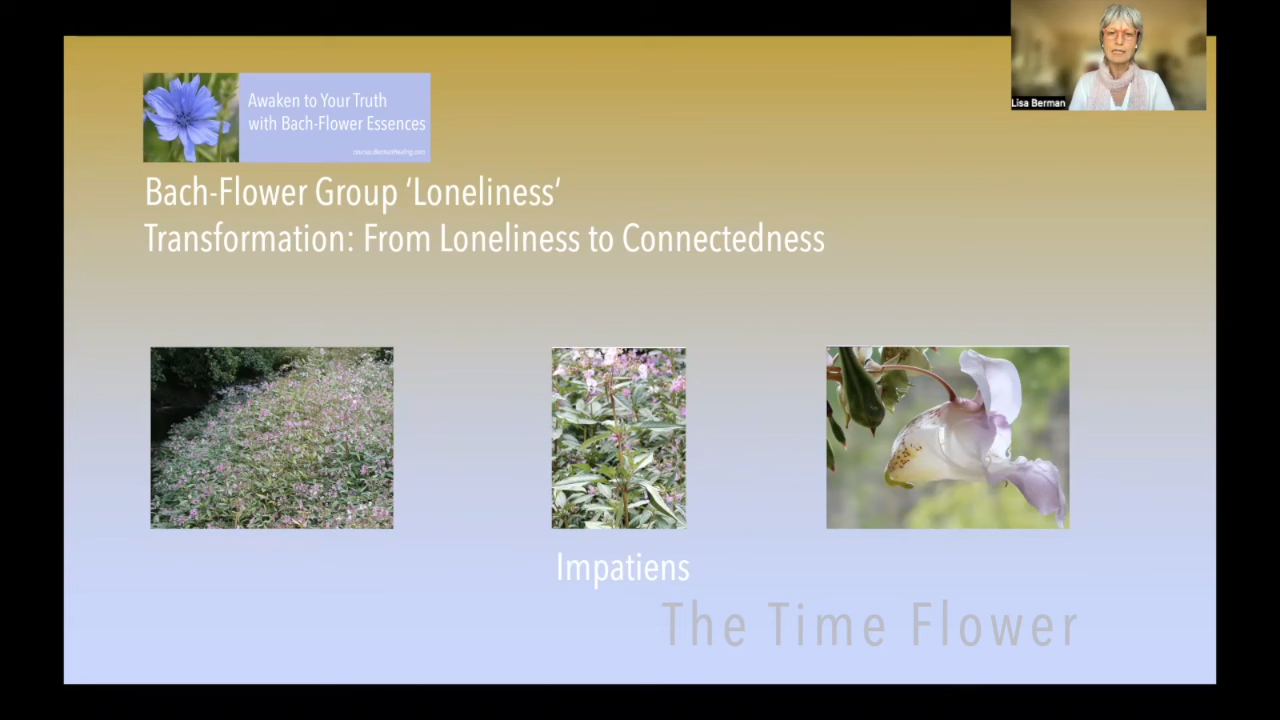 Lisa Berman
Awaken to Your Truth
with Bach-Flower Essences
Bach-Flower Group ‘Loneliness’
Transformation: From Loneliness to Connectedness
Impatiens
The Time Flower